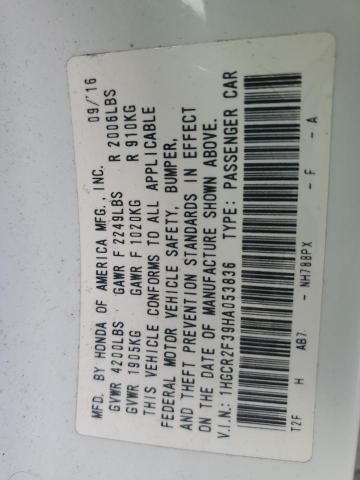 MFD. BY HONDA OF AMERICA MFG., INC. 09/'16
GVWR 4200LBS GAWR F 2249LBS R 2006LBS
GVWR 1905KG GAWR F 1020KG R 910KG
THIS VEHICLE CONFORMS TO ALL APPLICABLE
FEDERAL MOTOR VEHICLE SAFETY, BUMPER,
AND THEFT PREVENTION STANDARDS IN EFFECT
ON THE DATE OF MANUFACTURE SHOWN ABOVE.
V.I.N.: 1HGCR2F39HA053836 TYPE: PASSENGER CAR
T2F H AB7- NH788PX - F - A